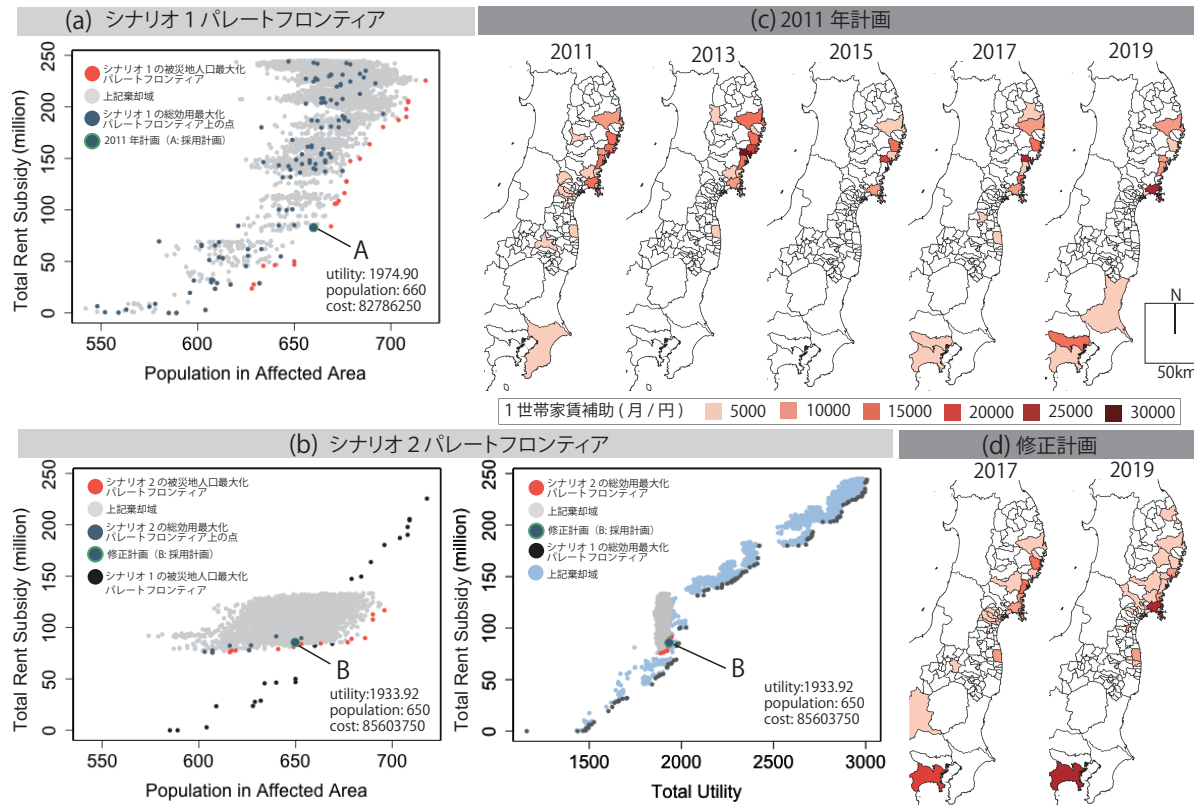 (a) シナリオ 1 パレートフロンティア
Total Rent Subsidy (million)
250
200
150
100
50
0
シナリオ 1 の被災地人口最大化
パレートフロンティア
上記棄却域
シナリオ 1 の総効用最大化
パレートフロンティア上の点
2011 年計画（A: 採用計画）
A
utility: 1974.90
population: 660
cost: 82786250
550
600
650
700
Population in Affected Area
(c) 2011 年計画
2011
2013
2015
2017
2019
N
50km
1 世帯家賃補助 ( 月 / 円 )
5000
10000
15000
20000
25000
30000
(b) シナリオ 2 パレートフロンティア
Total Rent Subsidy (million)
250
200
150
100
50
0
シナリオ 2 の被災地人口最大化
パレートフロンティア
上記棄却域
シナリオ 2 の総効用最大化
パレートフロンティア上の点
修正計画（B: 採用計画）
シナリオ 1 の被災地人口最大化
パレートフロンティア
B
utility:1933.92
population: 650
cost: 85603750
550
600
650
700
Population in Affected Area
Total Rent Subsidy (million)
250
200
150
100
50
0
シナリオ 2 の総効用最大化
パレートフロンティア
上記棄却域
修正計画（B: 採用計画）
シナリオ 1 の総効用最大化
パレートフロンティア
上記棄却域
B
utility:1933.92
population: 650
cost: 85603750
1500
2000
2500
3000
Total Utility
(d) 修正計画
2017
2019